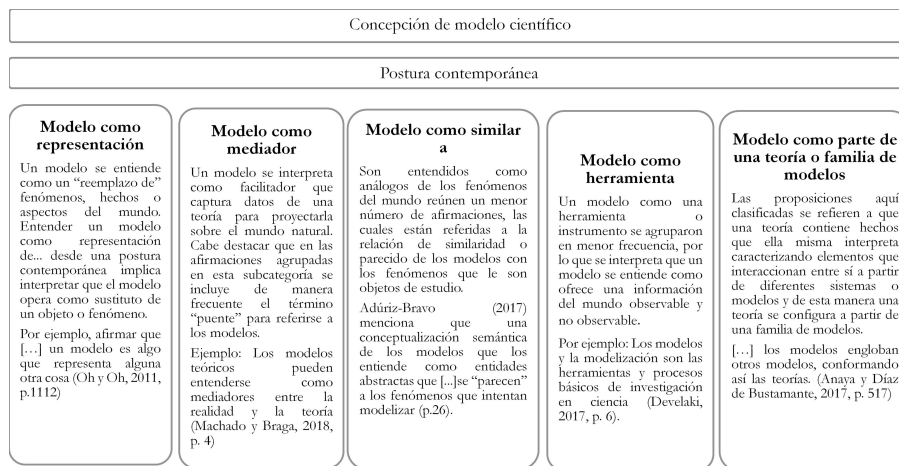 Concepción de modelo científico
Postura contemporánea
Modelo como
representación
Un modelo se entiende
como un “reemplazo de”
fenómenos, hechos o
aspectos del mundo.
Entender un modelo
como representación
de... desde una postura
contemporánea implica
interpretar que el modelo
opera como sustituto de
un objeto o fenómeno.
Por ejemplo, afirmar que
[…] un modelo es algo
que representa alguna
otra cosa (Oh y Oh, 2011,
p.1112)
Modelo como
mediador
Un modelo se interpreta
como facilitador que
captura datos de una
teoría para proyectarla
sobre el mundo natural.
Cabe destacar que en las
afirmaciones agrupadas
en esta subcategoría se
incluye de manera
frecuente el término
“puente” para referirse a
los modelos.
Ejemplo: Los modelos
teóricos pueden
entenderse como
mediadores entre la
realidad y la teoría
(Machado y Braga, 2018,
p. 4)
Modelo como similar
a
Son entendidos como
análogos de los fenómenos
del mundo reúnen un menor
número de afirmaciones, las
cuales están referidas a la
relación de similaridad o
parecido de los modelos con
los fenómenos que le son
objetos de estudio.
Adúriz-Bravo (2017)
menciona que una
conceptualización semántica
de los modelos que los
entiende como entidades
abstractas que [...]se “parecen”
a los fenómenos que intentan
modelizar (p.26).
Modelo como
herramienta
Un modelo como una
herramienta o
instrumento se agruparon
en menor frecuencia, por
lo que se interpreta que un
modelo se entiende como
ofrece una información
del mundo observable y
no observable.
Por ejemplo: Los modelos
y la modelización son las
herramientas y procesos
básicos de investigación
en ciencia (Develaki,
2017, p. 6).
Modelo como parte de
una teoría o familia de
modelos
Las proposiciones aquí
clasificadas se refieren a que
una teoría contiene hechos
que ella misma interpreta
caracterizando elementos que
interaccionan entre sí a partir
de diferentes sistemas o
modelos y de esta manera una
teoría se configura a partir de
una familia de modelos.
[…] los modelos engloban
otros modelos, conformando
así las teorías. (Anaya y Díaz
de Bustamante, 2017, p. 517)